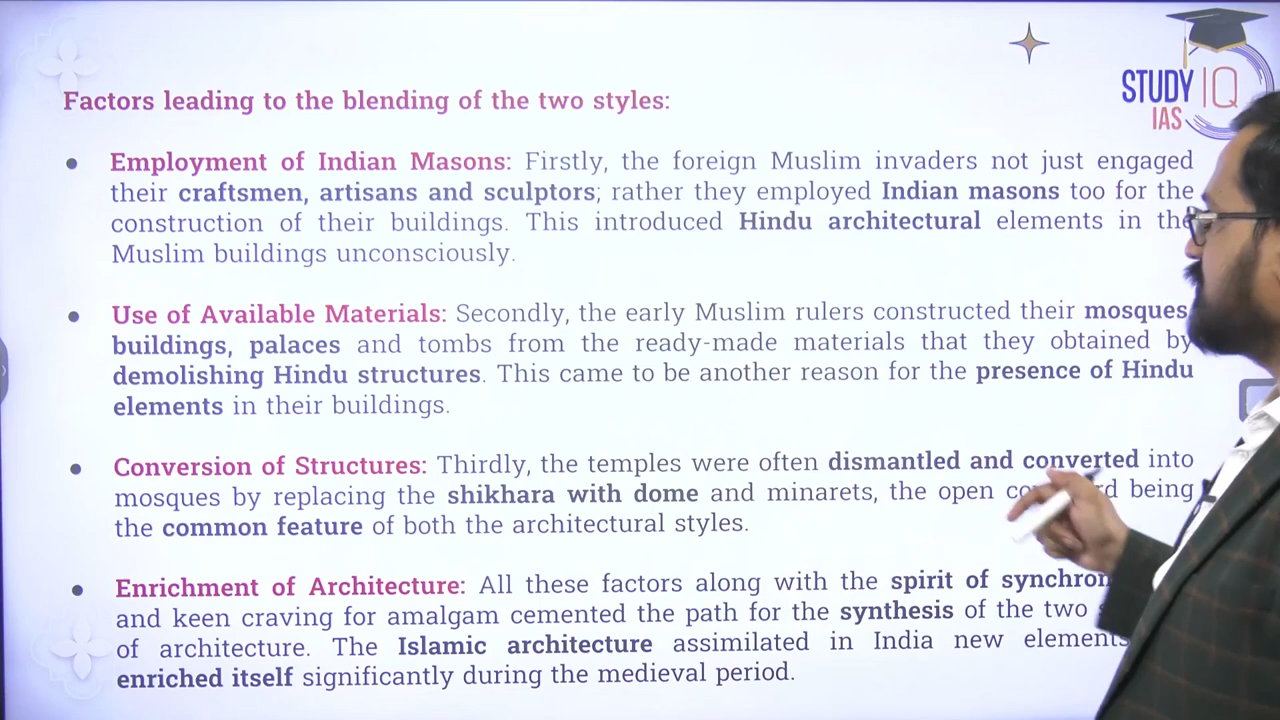 STUDY IQ
IAS
Factors leading to the blending of the two styles:
● Employment of Indian Masons: Firstly, the foreign Muslim invaders not just engaged
their craftsmen, artisans and sculptors; rather they employed Indian masons too for the
construction of their buildings. This introduced Hindu architectural elements in the
Muslim buildings unconsciously.
● Use of Available Materials: Secondly, the early Muslim rulers constructed their mosques,
buildings, palaces and tombs from the ready-made materials that they obtained by
demolishing Hindu structures. This came to be another reason for the presence of Hindu
elements in their buildings.
● Conversion of Structures: Thirdly, the temples were often dismantled and converted into
mosques by replacing the shikhara with dome and minarets, the open being
the common feature of both the architectural styles.
● Enrichment of Architecture: All these factors along with the spirit of
and keen craving for amalgam cemented the path for the synthesis of the two
of architecture. The Islamic architecture assimilated in India new elements
enriched itself significantly during the medieval period.